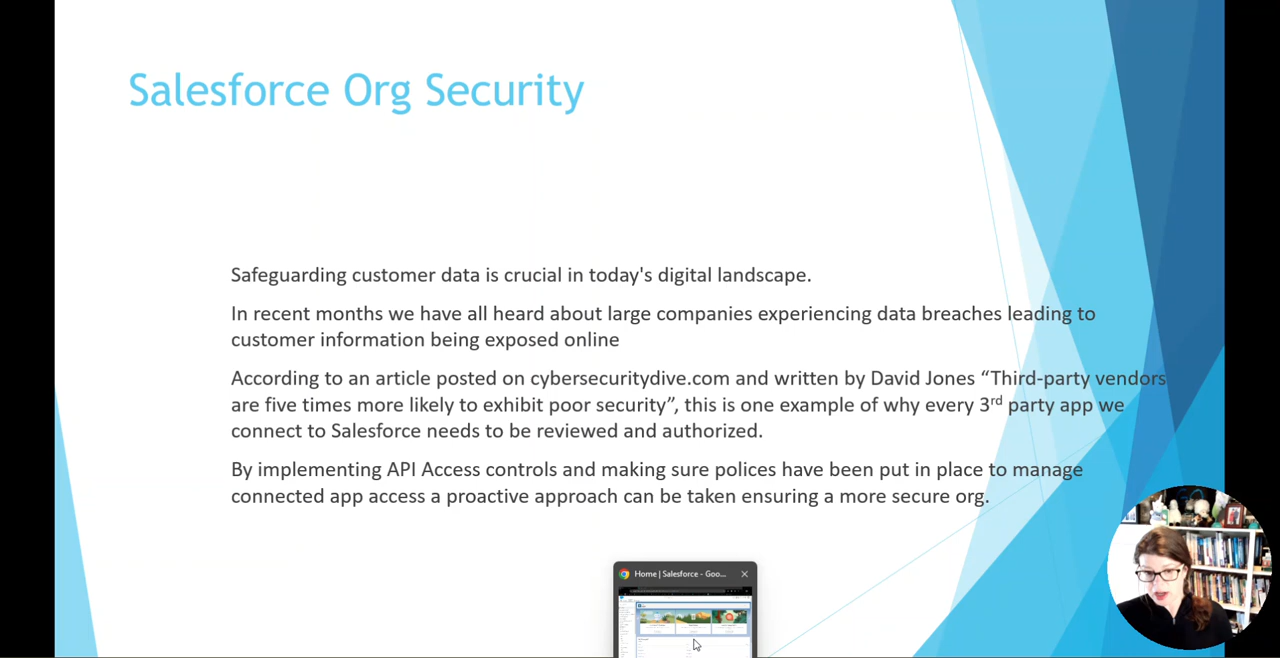 Salesforce Org Security
Safeguarding customer data is crucial in today's digital landscape.
In recent months we have all heard about large companies experiencing data breaches leading to
customer information being exposed online
According to an article posted on cybersecuritydive.com and written by David Jones “Third-party vendors
are five times more likely to exhibit poor security”, this is one example of why every 3rd party app we
connect to Salesforce needs to be reviewed and authorized.
By implementing API Access controls and making sure polices have been put in place to manage
connected app access a proactive approach can be taken ensuring a more secure org.
Home | Salesforce - Goo...